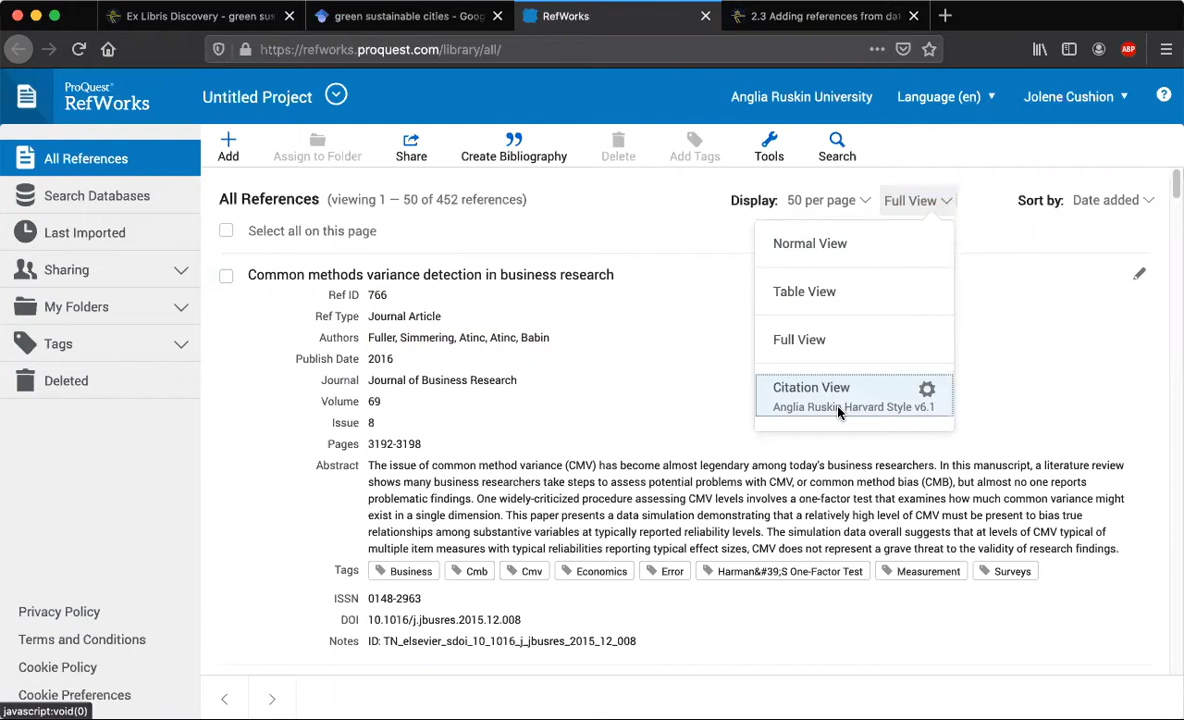 Ex Libris Discovery - green sus
green sustainable cities - Goog
RefWorks
2.3 Adding references from dat
https://refworks.proquest.com/library/all/
ABP
ProQuest®
RefWorks
Untitled Project
Anglia Ruskin University
Language (en)
Jolene Cushion
?
All References
Search Databases
Last Imported
Sharing
My Folders
Tags
Deleted
Privacy Policy
Terms and Conditions
Cookie Policy
Cookie Preferences
javascript:void(0)
Add
Assign to Folder
Share
Create Bibliography
Delete
Add Tags
Tools
Search
All References (viewing 1 — 50 of 452 references)
Display: 50 per page
Full View
Sort by: Date added
Select all on this page
Normal View
Table View
Full View
Citation View
Anglia Ruskin Harvard Style v6.1
Common methods variance detection in business research
Ref ID 766
Ref Type Journal Article
Authors Fuller, Simmering, Atinc, Atinc, Babin
Publish Date 2016
Journal Journal of Business Research
Volume 69
Issue 8
Pages 3192-3198
Abstract The issue of common method variance (CMV) has become almost legendary among today's business researchers. In this manuscript, a literature review
shows many business researchers take steps to assess potential problems with CMV, or common method bias (CMB), but almost no one reports
problematic findings. One widely-criticized procedure assessing CMV levels involves a one-factor test that examines how much common variance might
exist in a single dimension. This paper presents a data simulation demonstrating that a relatively high level of CMV must be present to bias true
relationships among substantive variables at typically reported reliability levels. The simulation data overall suggests that at levels of CMV typical of
multiple item measures with typical reliabilities reporting typical effect sizes, CMV does not represent a grave threat to the validity of research findings.
Tags Business Cmb Cmv Economics Error Harman&#39;S One-Factor Test Measurement Surveys
ISSN 0148-2963
DOI 10.1016/j.jbusres.2015.12.008
Notes ID: TN_elsevier_sdoi_10_1016_j_jbusres_2015_12_008